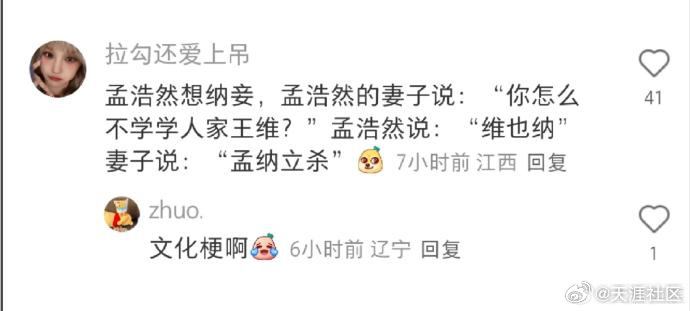 拉勾还爱上吊
孟浩然想纳妾，孟浩然的妻子说：“你怎么
不学学人家王维？”孟浩然说：“维也纳”
妻子说：“孟纳立杀” 7小时前 江西 回复
41
zhuo.
文化梗啊 6小时前 辽宁 回复
1
@天涯社区